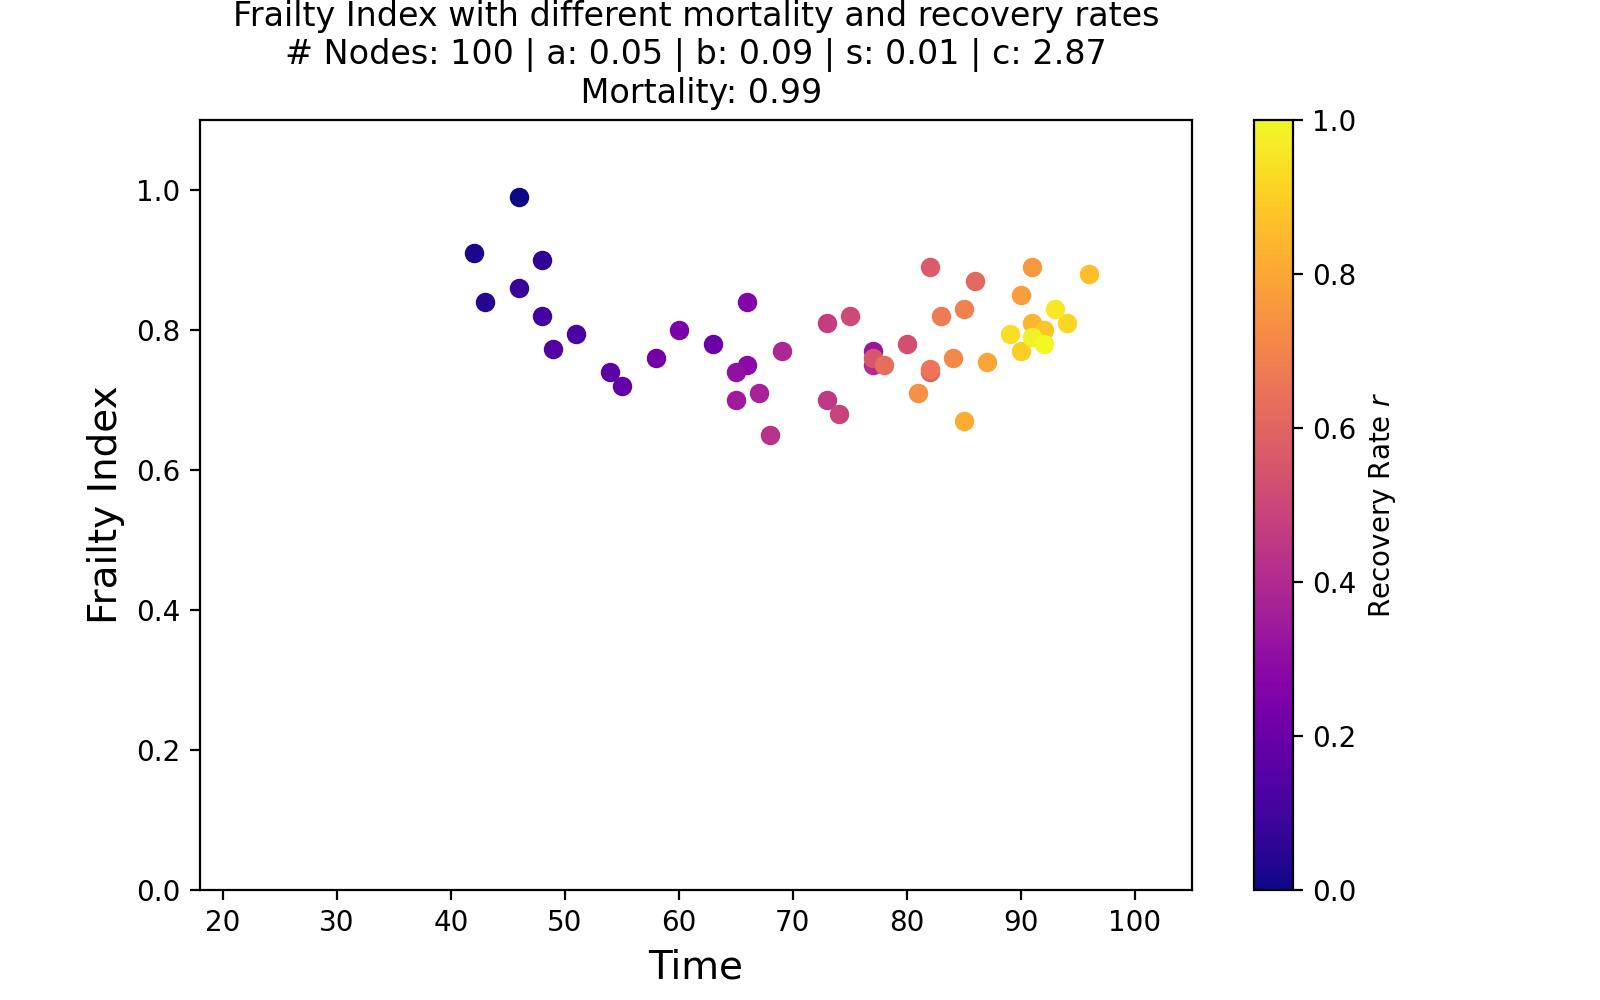 Frailty Index with different mortality and recovery rates
# Nodes: 100 | a: 0.05 | b: 0.09 | s: 0.01 | c: 2.87
Mortality: 0.99
1.0
0.8
0.6
0.4
0.2
0.0
Frailty Index
20 30 40 50 60 70 80 90 100
Time
1.0
0.8
0.6
0.4
0.2
0.0
Recovery Rate r